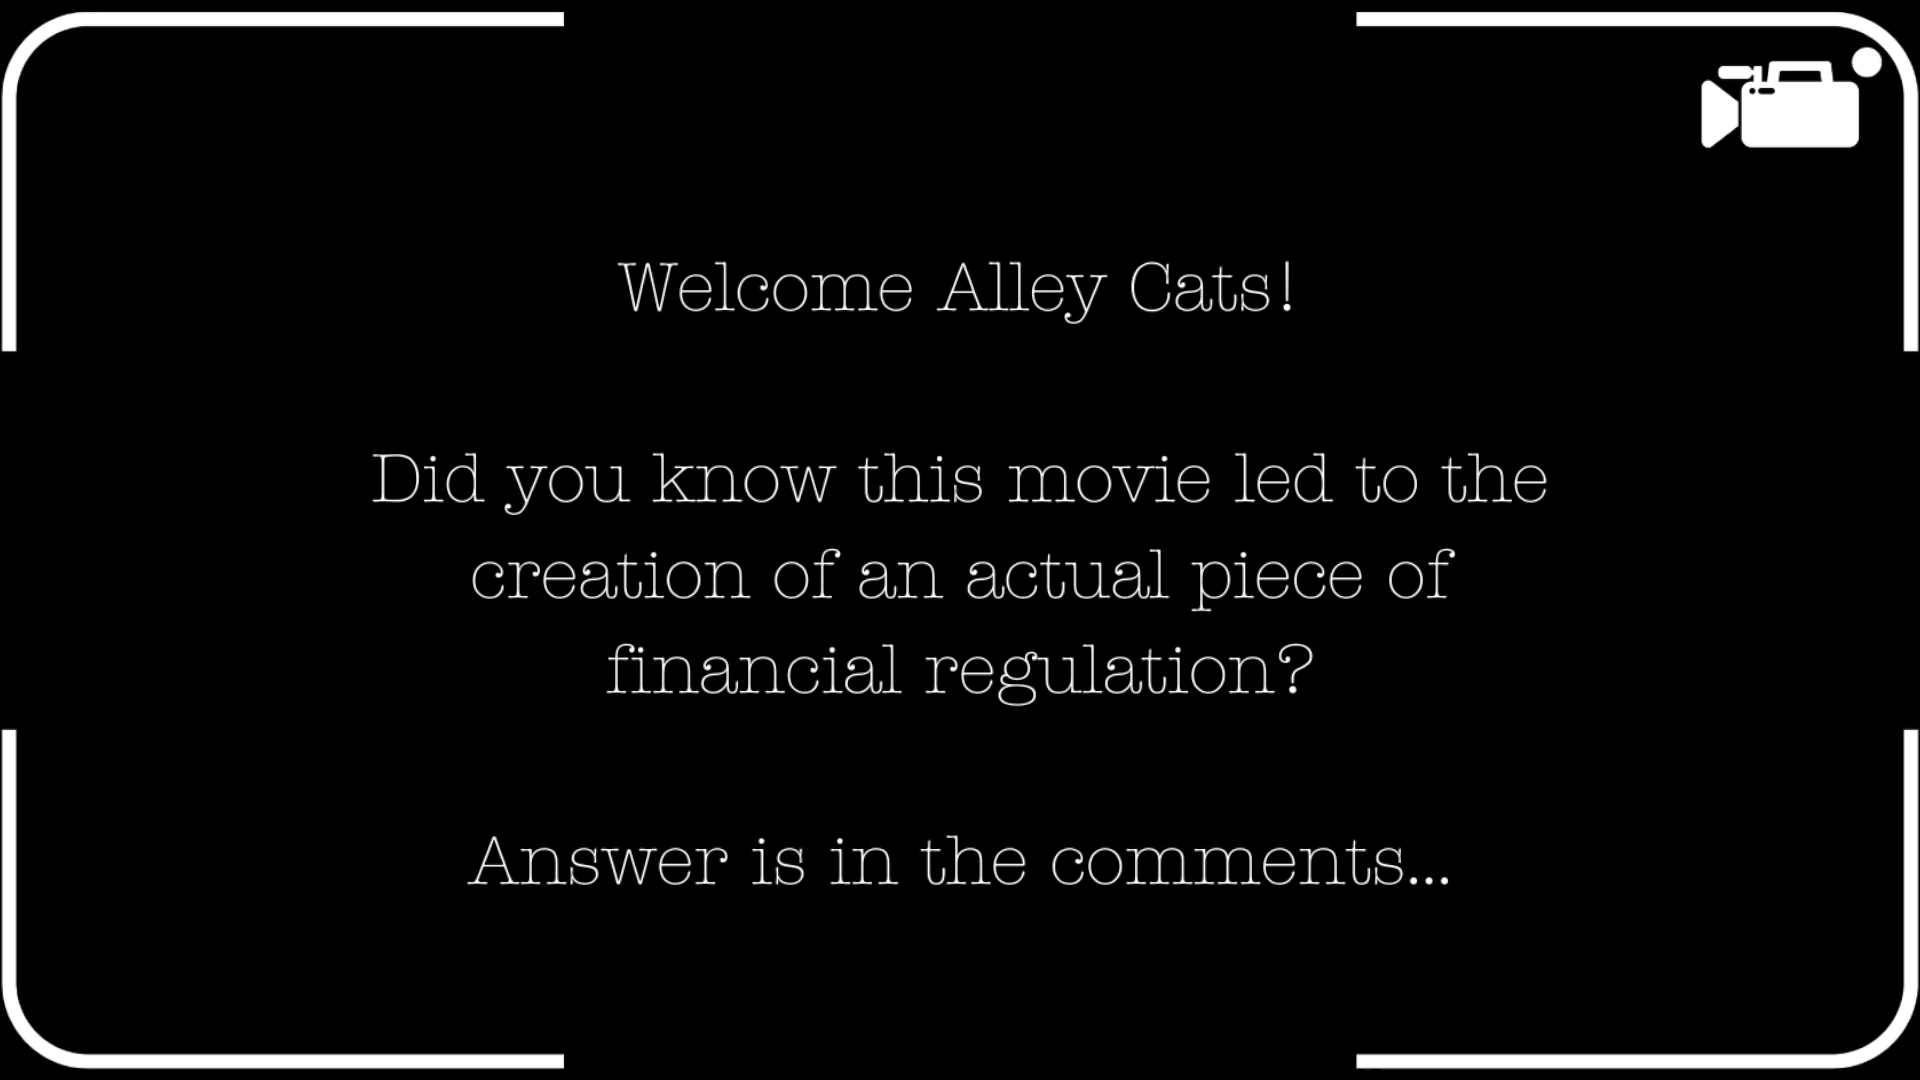 Welcome Alley Cats!
Did you know this movie led to the
creation of an actual piece of
financial regulation?
Answer is in the comments...